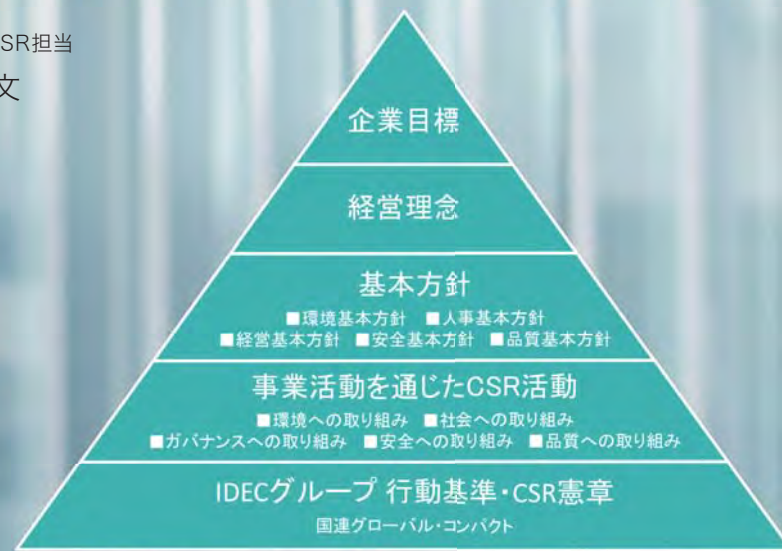 SR担当
文
企業目標
経営理念
基本方針
■環境基本方針 ■人事基本方針
■経営基本方針 ■安全基本方針 ■品質基本方針
事業活動を通じたCSR活動
■環境への取り組み ■社会への取り組み
■ガバナンスへの取り組み ■安全への取り組み ■品質への取り組み
IDECグループ 行動基準・CSR憲章
国連グローバル・コンパクト